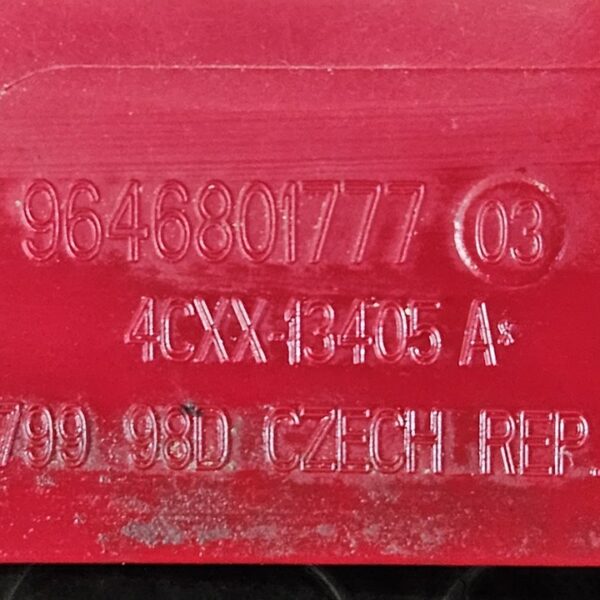 9646801777 03
4CXX-13405 A*
799 98D CZECH REP.